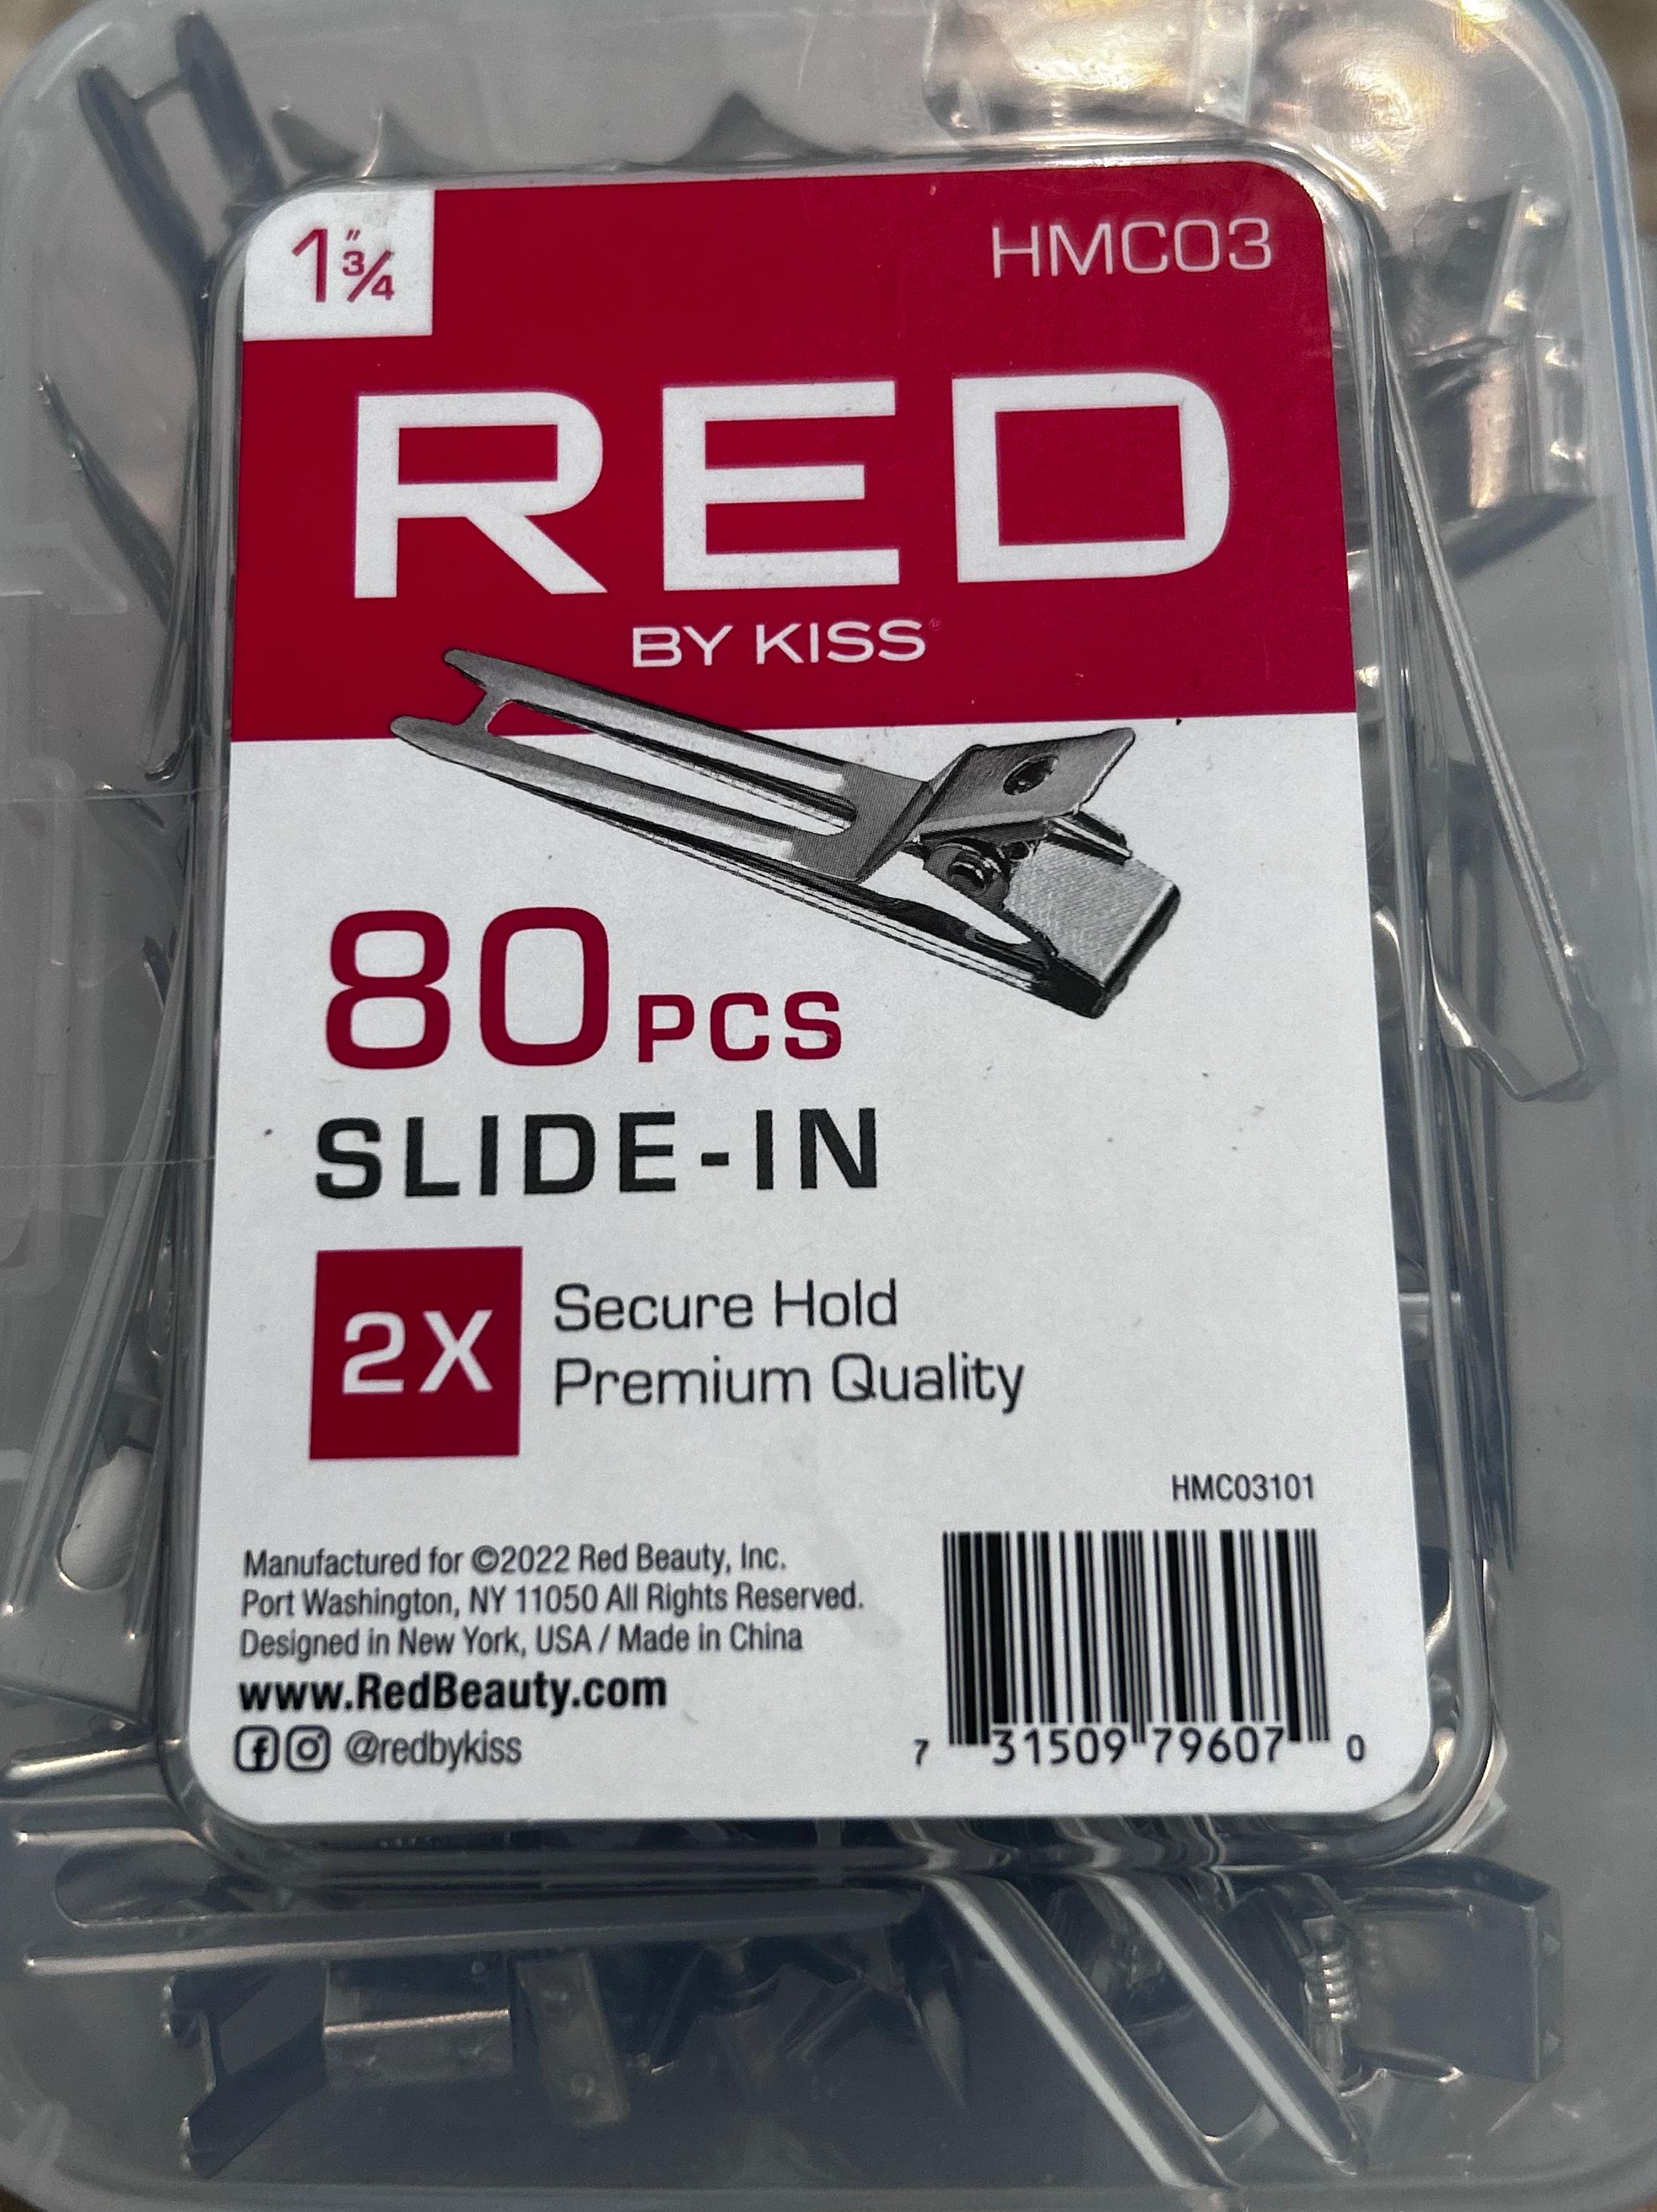 1 3/4"
HMC03
RED
BY KISS®
80 PCS
SLIDE-IN
2X
Secure Hold
Premium Quality
HMC03101
Manufactured for ©2022 Red Beauty, Inc.
Port Washington, NY 11050 All Rights Reserved.
Designed in New York, USA / Made in China
www.RedBeauty.com
@redbykiss
7 31509 79607 0